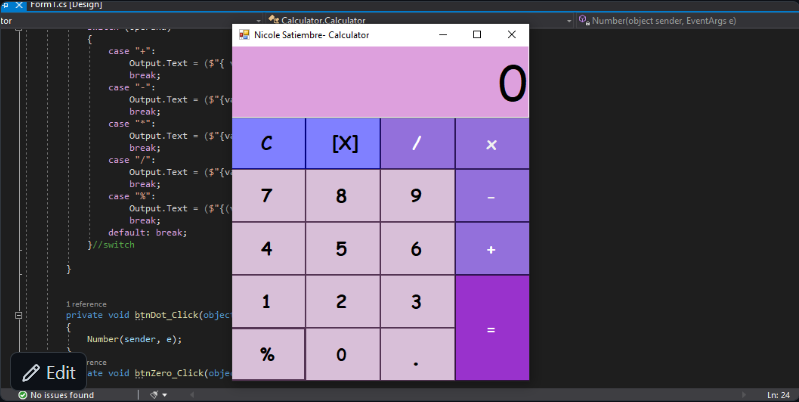 Form1.cs [Design]
tor
Calculator.Calculator
Number(object sender, EventArgs e)
Nicole Satiembre- Calculator
{
case "+":
Output.Text = ($"{
break;
case "-":
Output.Text = ($"{va
break;
case "*":
Output.Text = ($"{va
break;
case "/":
Output.Text = ($"{va
break;
case "%":
Output.Text = ($"{(
break;
default: break;
}//switch
}
1 reference
private void btnDot_Click(object
{
Number(sender, e);
}
ference
ate void btnZero_Click(obje
0
C [X] / ×
7 8 9 -
4 5 6 +
1 2 3 =
% 0 .
Edit
No issues found
Ln: 24